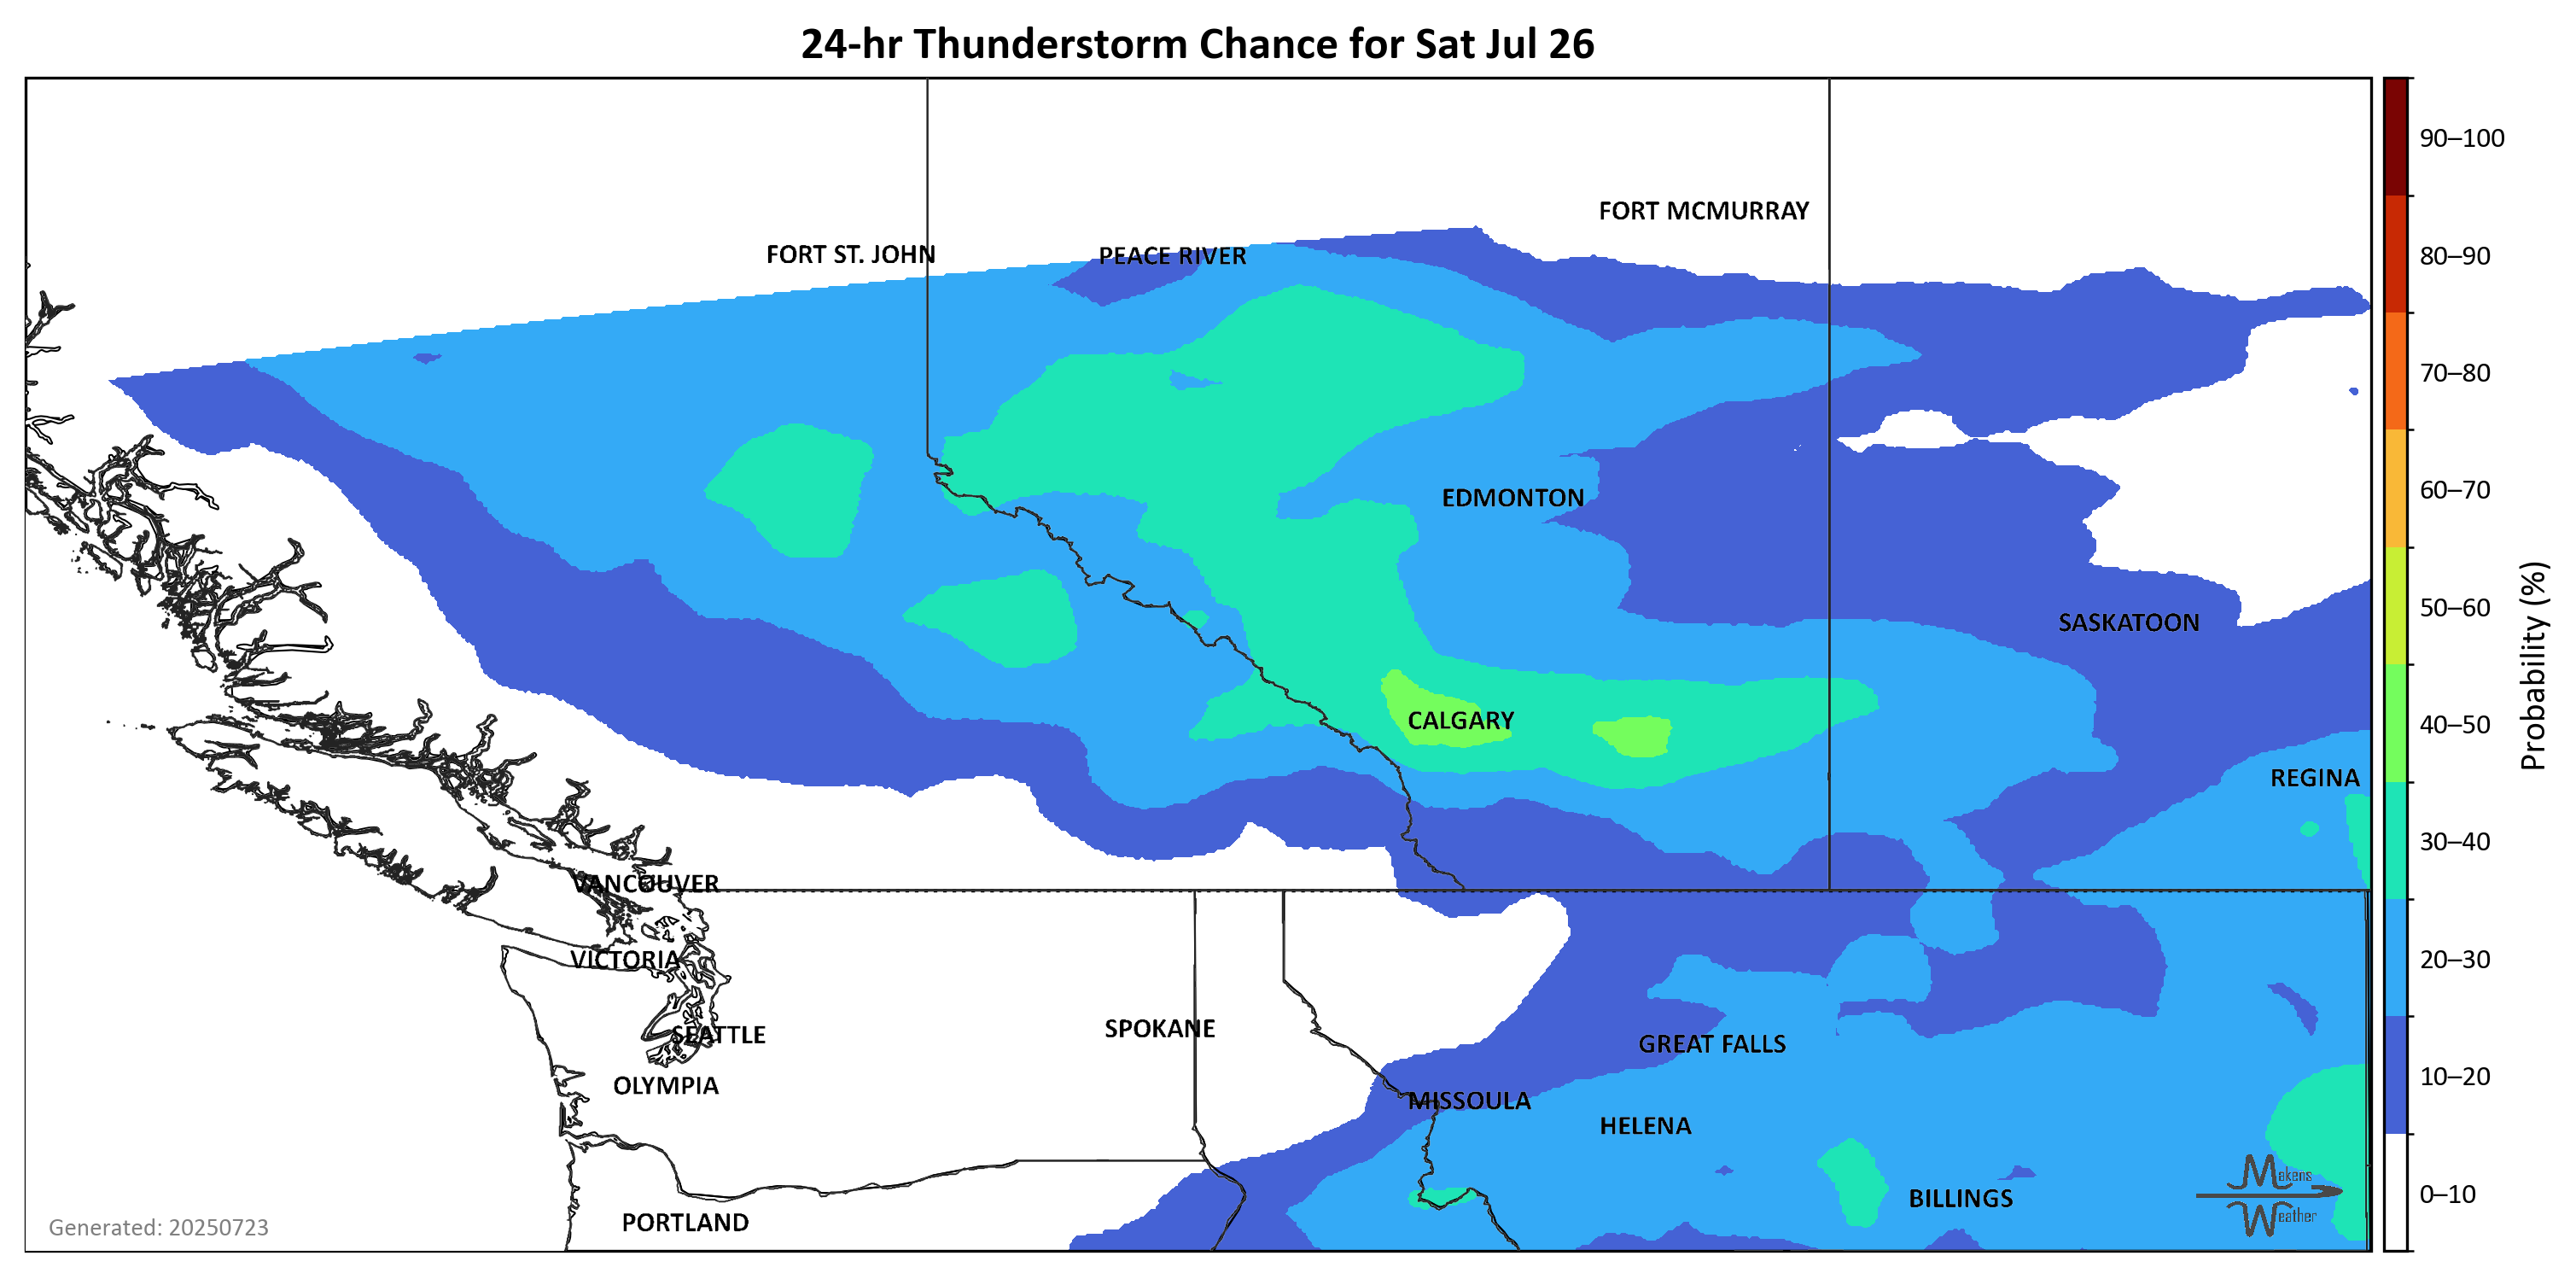 24-hr Thunderstorm Chance for Sat Jul 26
90–100
FORT MCMURRAY
FORT ST. JOHN
PEACE RIVER
80–90
70–80
60–70
EDMONTON
50–60
SASKATOON
CALGARY
40–50
Probability (%)
REGINA
30–40
VANCOUVER
VICTORIA
20–30
SEATTLE
SPOKANE
GREAT FALLS
OLYMPIA
MISSOULA
10–20
HELENA
Makens
BILLINGS
0–10
Weather
PORTLAND
Generated: 20250723